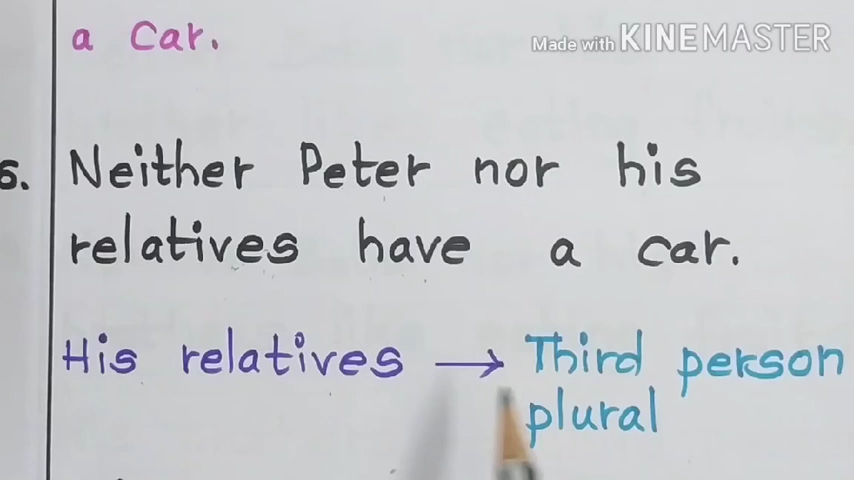 a Car.
Made with KINEMASTER
5. Neither Peter nor his
relatives have a car.
His relatives → Third person
plural